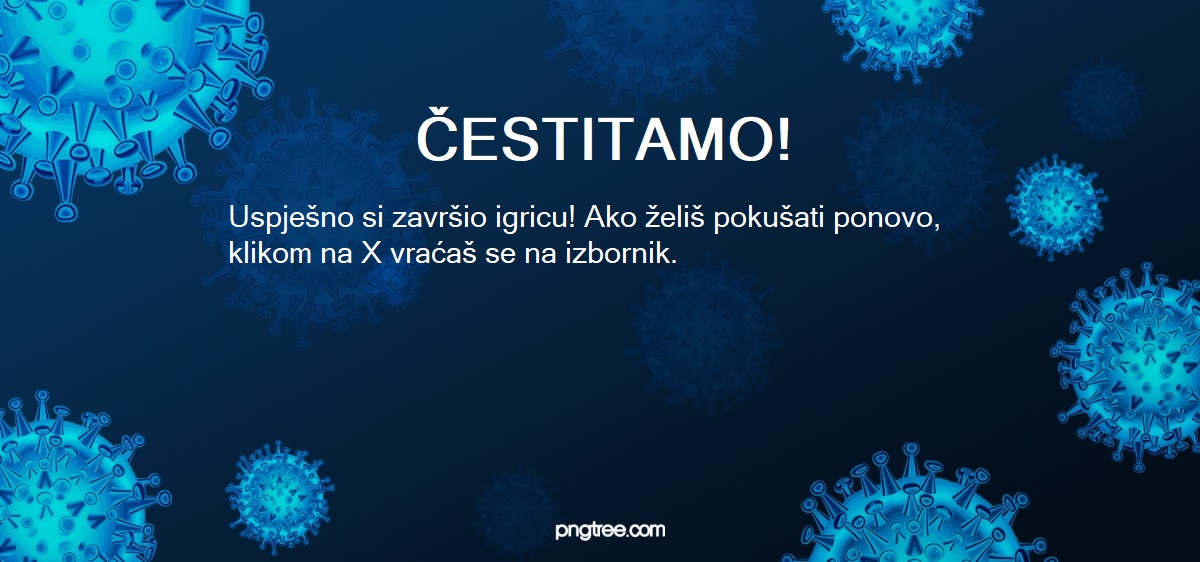 ČESTITAMO!
Uspješno si završio igricu! Ako želiš pokušati ponovo,
klikom na X vraćaš se na izbornik.
pngtree.com